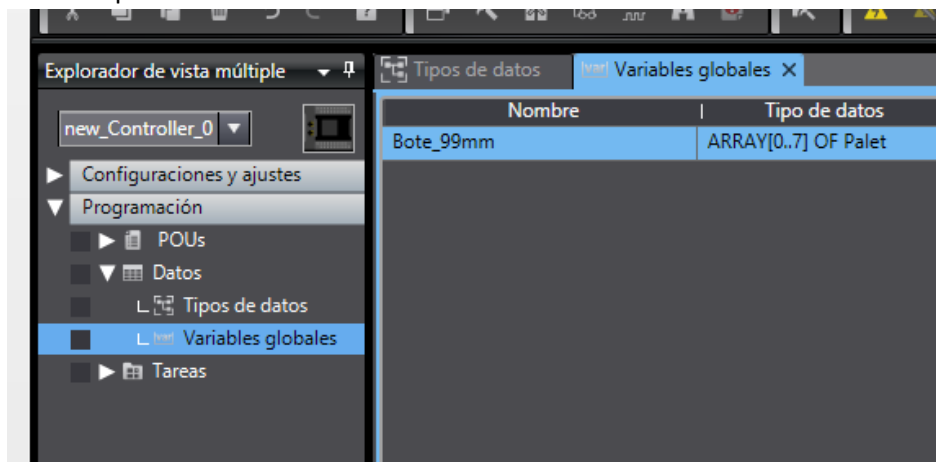 Explorador de vista múltiple
Tipos de datos
Variables globales
new_Controller_0
Nombre
Tipo de datos
Bote_99mm
ARRAY[0..7] OF Palet
Configuraciones y ajustes
Programación
POUs
Datos
Tipos de datos
Variables globales
Tareas